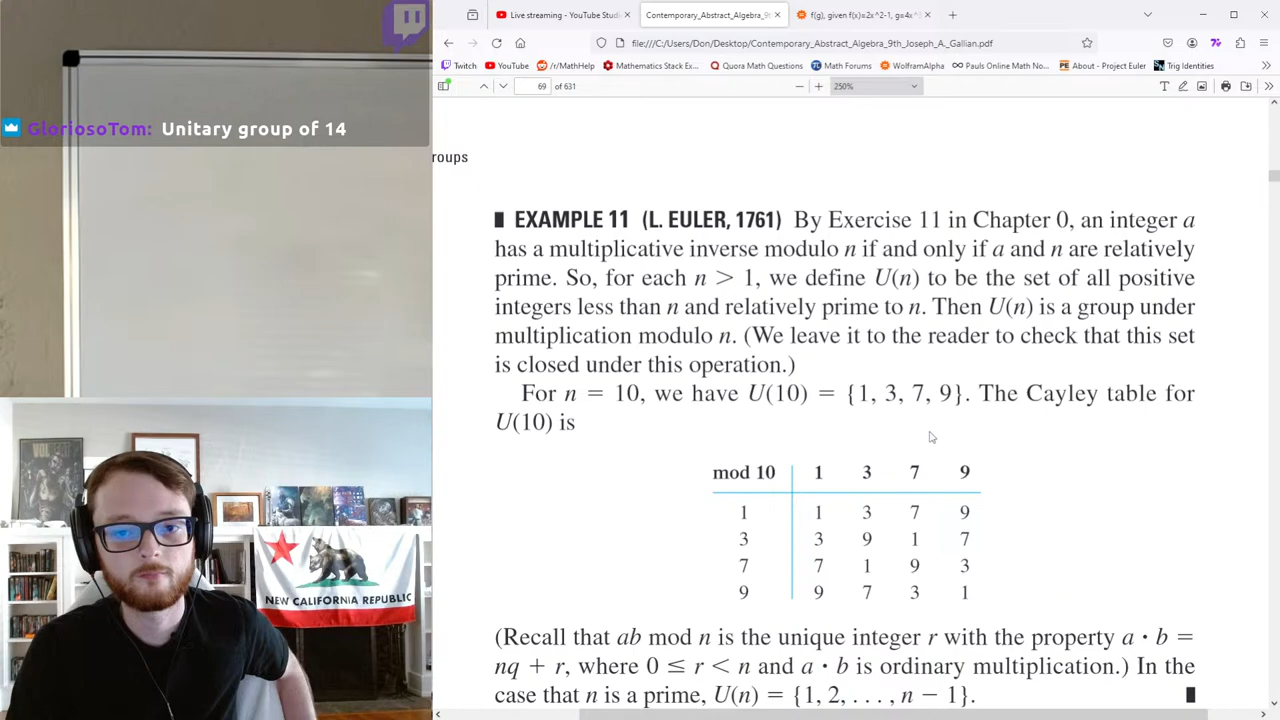 Live streaming - YouTube Studi
Contemporary_Abstract_Algebra_9th
f(g), given f(x)=2x^2-1, g=4x^3
file:///C:/Users/Don/Desktop/Contemporary_Abstract_Algebra_9th_Joseph_A._Gallian.pdf
Twitch YouTube r/MathHelp Mathematics Stack Ex... Quora Math Questions Math Forums WolframAlpha Pauls Online Math No... About - Project Euler Trig Identities
69 of 631
250%
GloriosoTom: Unitary group of 14
roups
EXAMPLE 11 (L. EULER, 1761) By Exercise 11 in Chapter 0, an integer a
has a multiplicative inverse modulo n if and only if a and n are relatively
prime. So, for each n > 1, we define U(n) to be the set of all positive
integers less than n and relatively prime to n. Then U(n) is a group under
multiplication modulo n. (We leave it to the reader to check that this set
is closed under this operation.)
For n = 10, we have U(10) = {1, 3, 7, 9}. The Cayley table for
U(10) is
mod 10 1 3 7 9
1 1 3 7 9
3 3 9 1 7
7 7 1 9 3
9 9 7 3 1
(Recall that ab mod n is the unique integer r with the property a · b =
nq + r, where 0 ≤ r < n and a · b is ordinary multiplication.) In the
case that n is a prime, U(n) = {1, 2, . . . , n − 1}.
VOLBEAT
NEW CALIFORNIA REPUBLIC